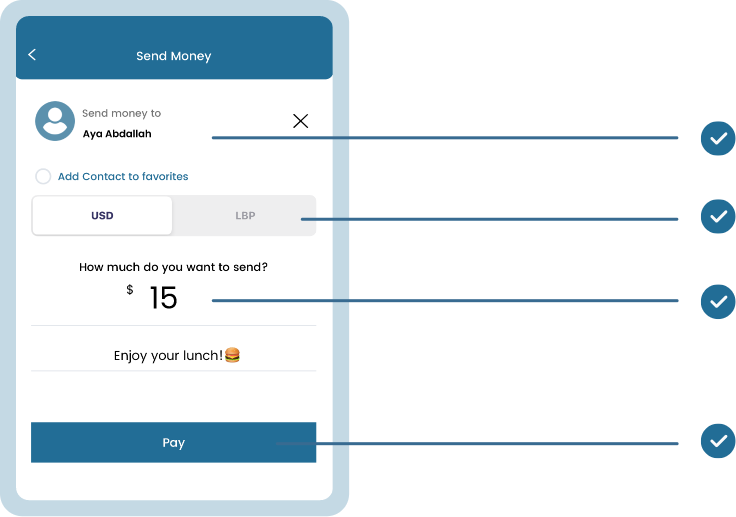 Send Money
Send money to
Aya Abdallah
Add Contact to favorites
USD LBP
How much do you want to send?
$ 15
Enjoy your lunch!🍔
Pay